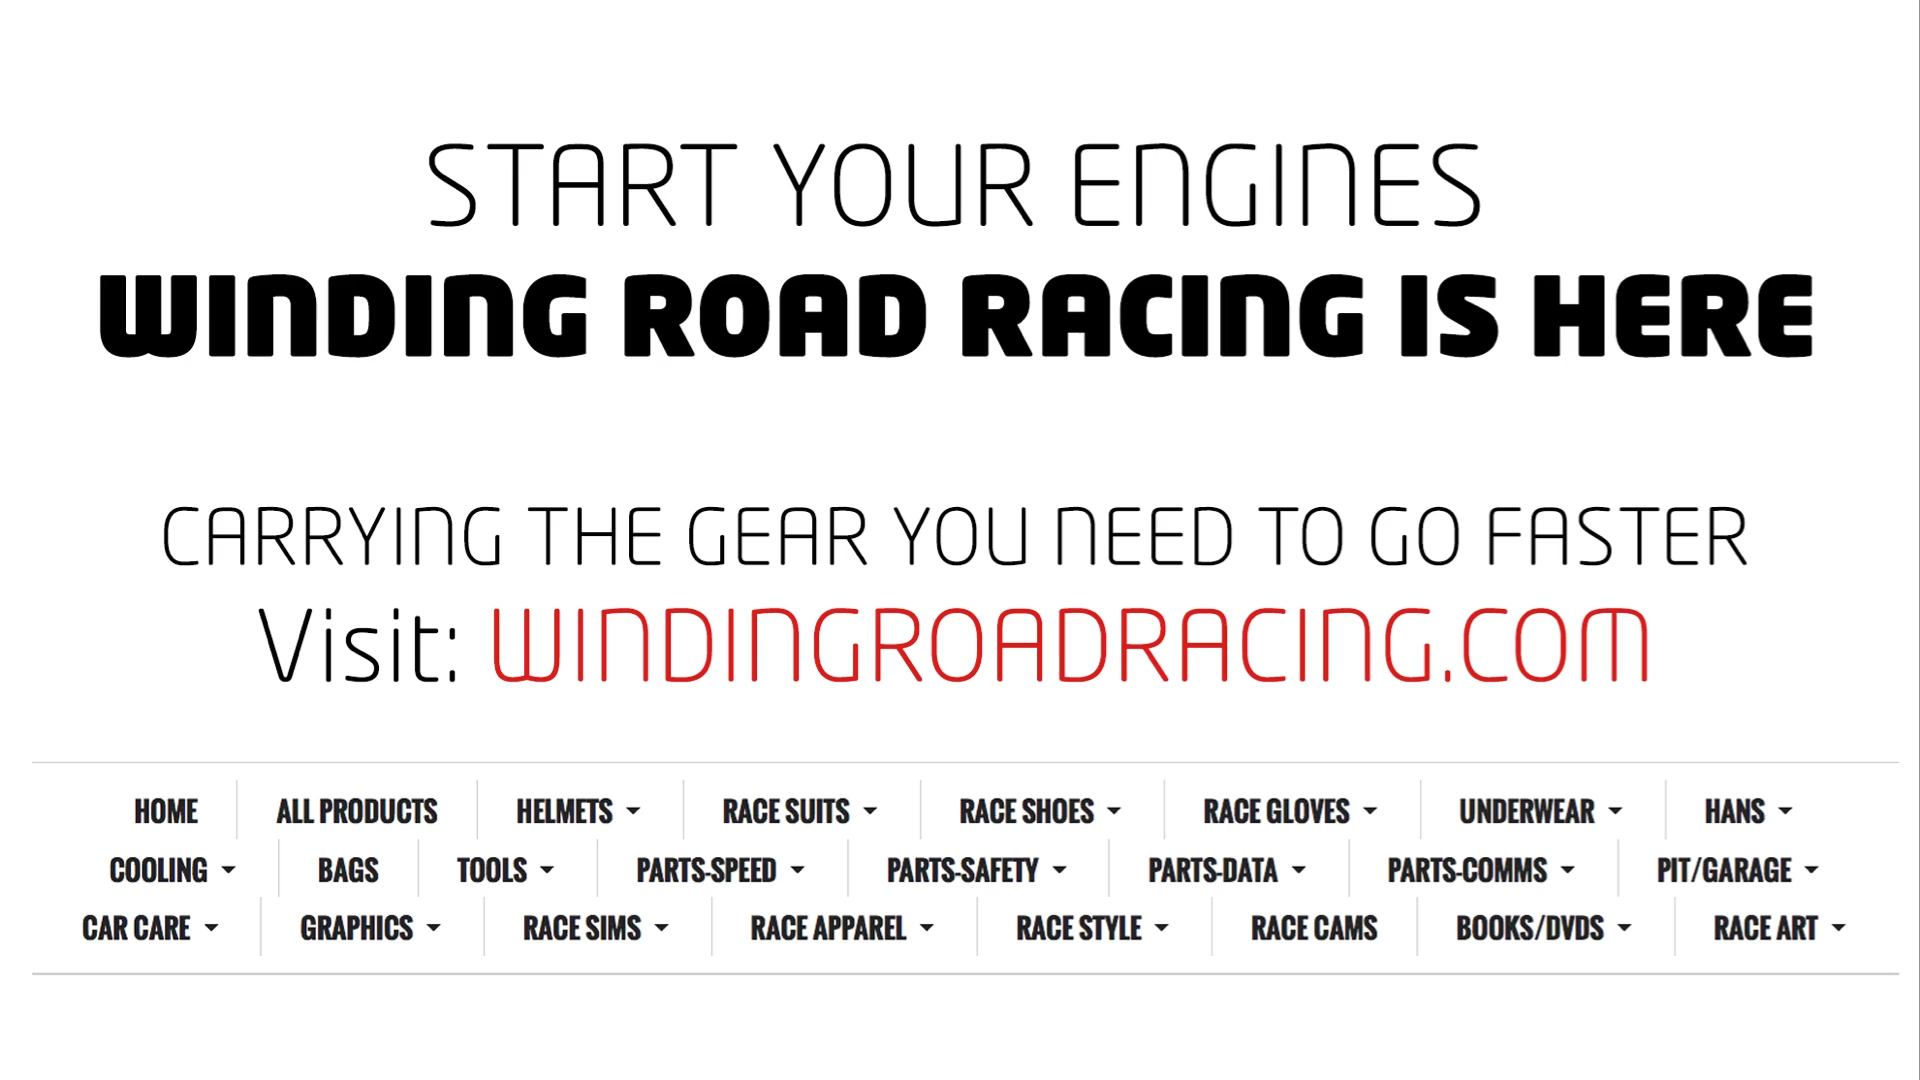 START YOUR ENGINES
WINDING ROAD RACING IS HERE
CARRYING THE GEAR YOU NEED TO GO FASTER
Visit: WINDINGROADRACING.COM
HOME ALL PRODUCTS HELMETS RACE SUITS RACE SHOES RACE GLOVES UNDERWEAR HANS
COOLING BAGS TOOLS PARTS-SPEED PARTS-SAFETY PARTS-DATA PARTS-COMMS PIT/GARAGE
CAR CARE GRAPHICS RACE SIMS RACE APPAREL RACE STYLE RACE CAMS BOOKS/DVDS RACE ART